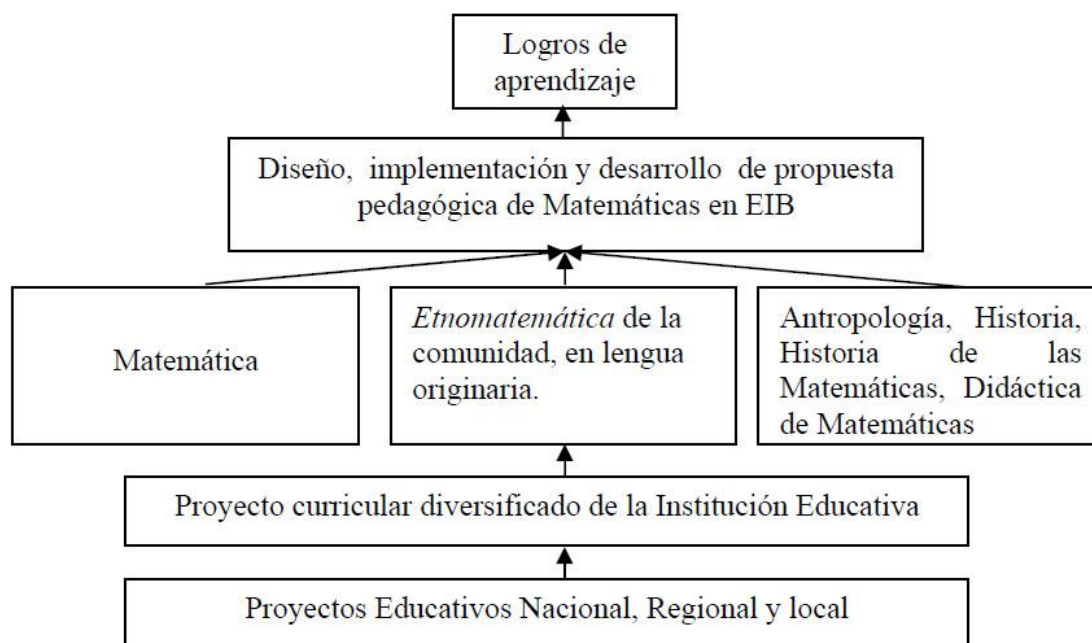 Logros de
aprendizaje
Diseño, implementación y desarrollo de propuesta
pedagógica de Matemáticas en EIB
Matemática
Etnomatemática de la
comunidad, en lengua
originaria.
Antropología, Historia,
Historia de las
Matemáticas, Didáctica
de Matemáticas
Proyecto curricular diversificado de la Institución Educativa
Proyectos Educativos Nacional, Regional y local